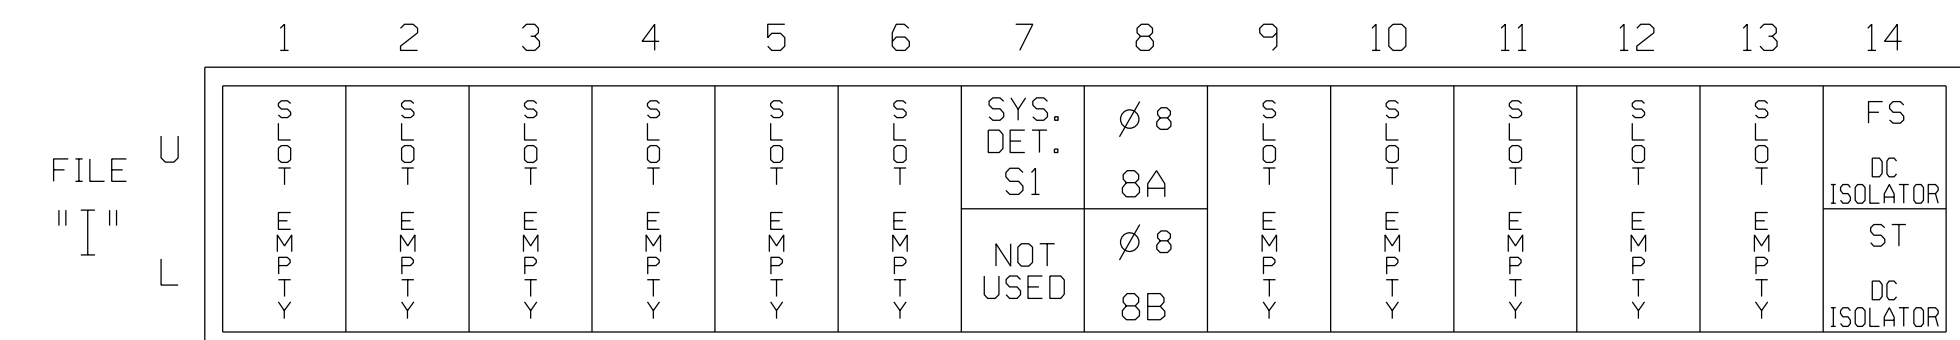 1 2 3 4 5 6 7 8 9 10 11 12 13 14
FILE
"I"
U
L
SLOT EMPTY
SLOT EMPTY
SLOT EMPTY
SLOT EMPTY
SLOT EMPTY
SLOT EMPTY
SYS.
DET.
S1
NOT
USED
Ø 8
8A
Ø 8
8B
SLOT EMPTY
SLOT EMPTY
SLOT EMPTY
SLOT EMPTY
SLOT EMPTY
FS
DC
ISOLATOR
ST
DC
ISOLATOR